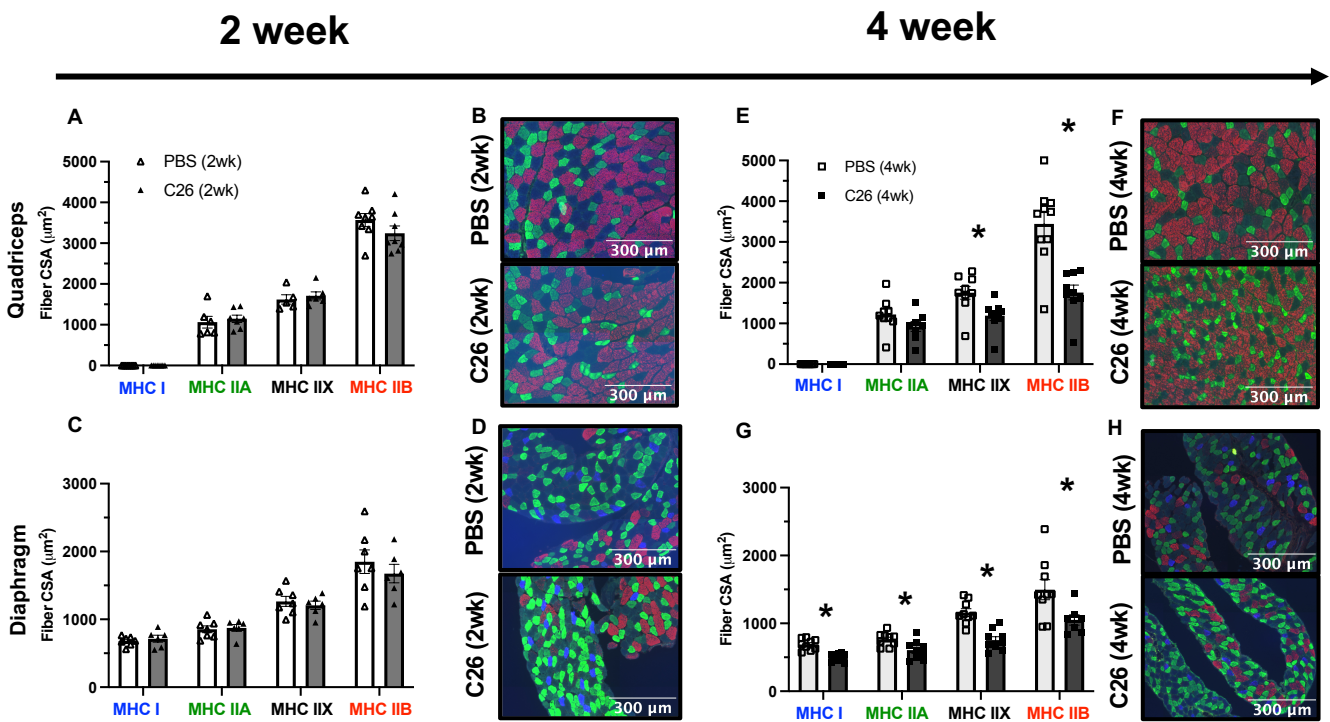 2 week
4 week
Quadriceps
Diaphragm
A
Fiber CSA (μm²)
5000
4000
3000
2000
1000
0
PBS (2wk)
C26 (2wk)
MHC I MHC IIA MHC IIX MHC IIB
B
PBS (2wk)
300 μm
C26 (2wk)
300 μm
E
Fiber CSA (μm²)
5000
4000
3000
2000
1000
0
PBS (4wk)
C26 (4wk)
*
*
MHC I MHC IIA MHC IIX MHC IIB
F
PBS (4wk)
300 μm
C26 (4wk)
300 μm
C
Fiber CSA (μm²)
3000
2000
1000
0
MHC I MHC IIA MHC IIX MHC IIB
D
PBS (2wk)
300 μm
C26 (2wk)
300 μm
G
Fiber CSA (μm²)
3000
2000
1000
0
*
*
*
*
MHC I MHC IIA MHC IIX MHC IIB
H
PBS (4wk)
300 μm
C26 (4wk)
300 μm